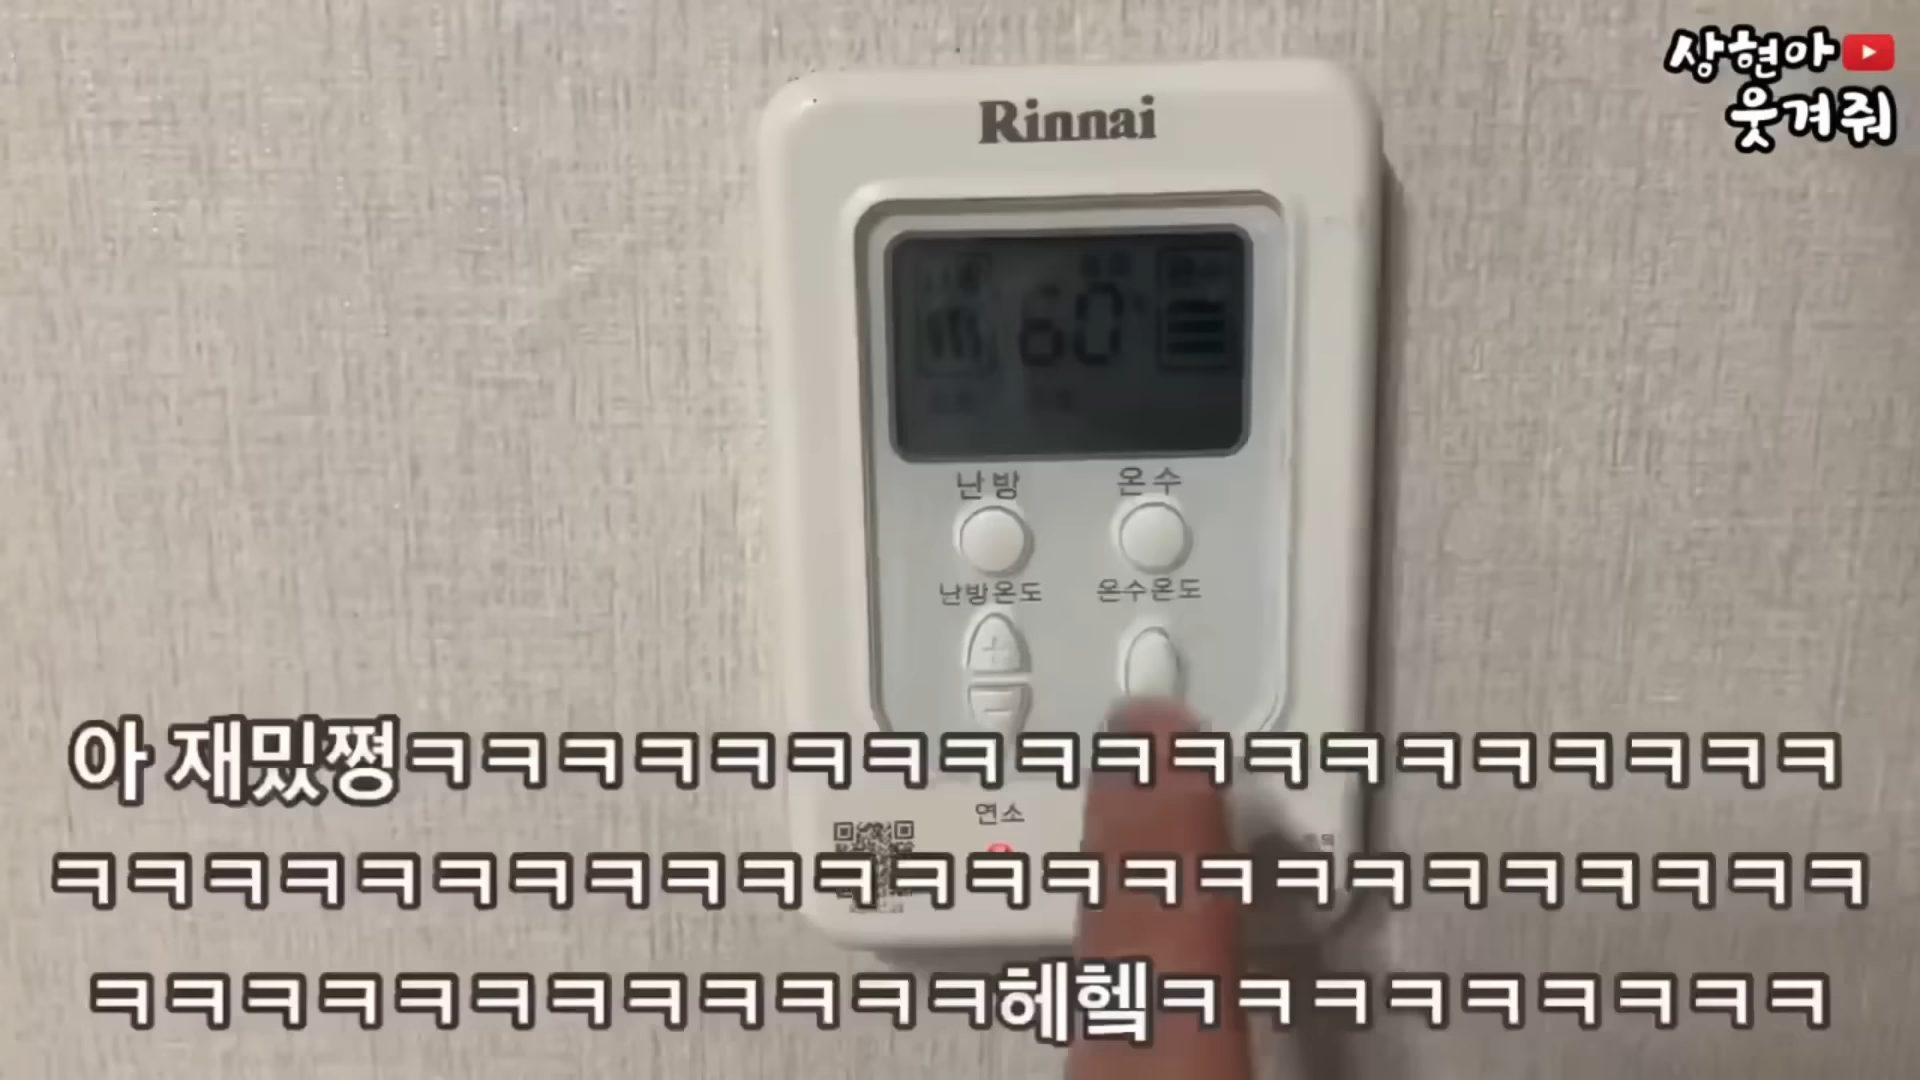 상현아
웃겨줘
Rinnai
60
난방
온수
난방온도
온수온도
아 재밌쪙ㅋㅋㅋㅋㅋㅋㅋㅋㅋㅋㅋㅋㅋㅋㅋㅋㅋㅋㅋ
연소
ㅋㅋㅋㅋㅋㅋㅋㅋㅋㅋㅋㅋㅋㅋㅋㅋㅋㅋㅋㅋㅋㅋㅋㅋ
ㅋㅋㅋㅋㅋㅋㅋㅋㅋㅋㅋㅋ헤헼ㅋㅋㅋㅋㅋㅋㅋㅋㅋ